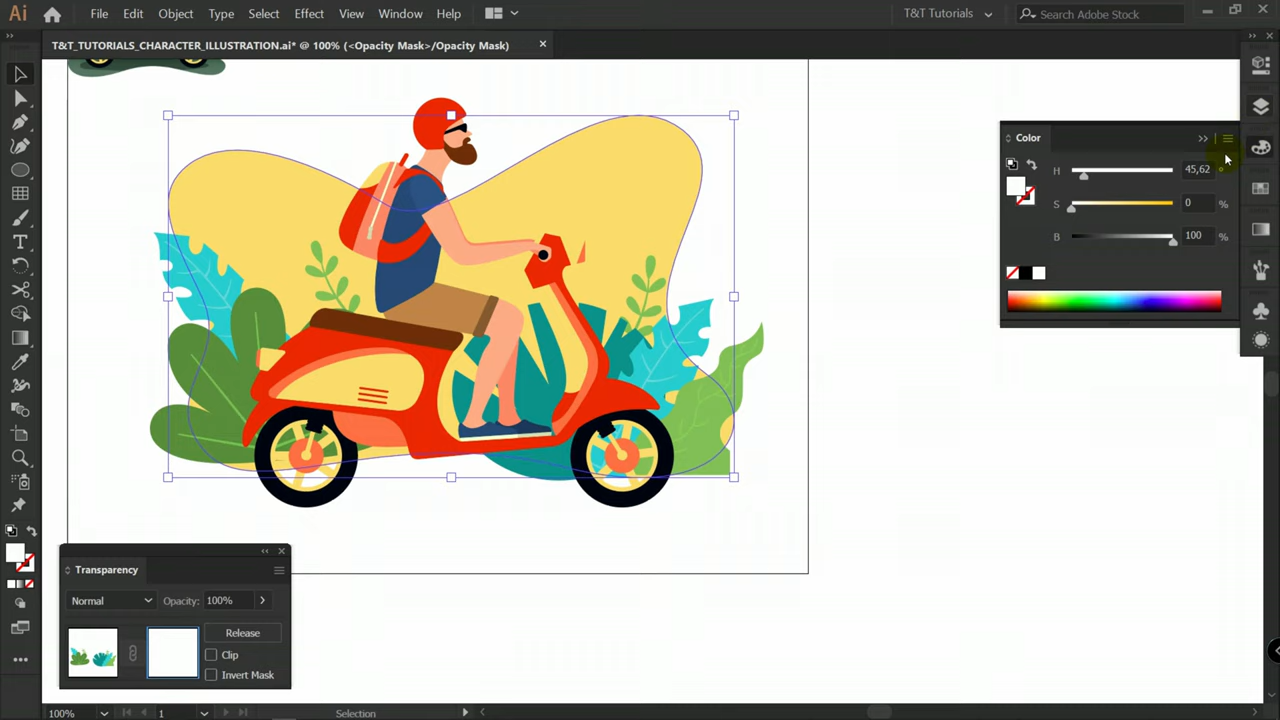 Ai File Edit Object Type Select Effect View Window Help T&T Tutorials Search Adobe Stock
T&T_TUTORIALS_CHARACTER_ILLUSTRATION.ai* @ 100% (<Opacity Mask>/Opacity Mask)
Color
H 45,62 °
S 0 %
B 100 %
Transparency
Normal Opacity: 100%
Release
Clip
Invert Mask
100% 1 Selection